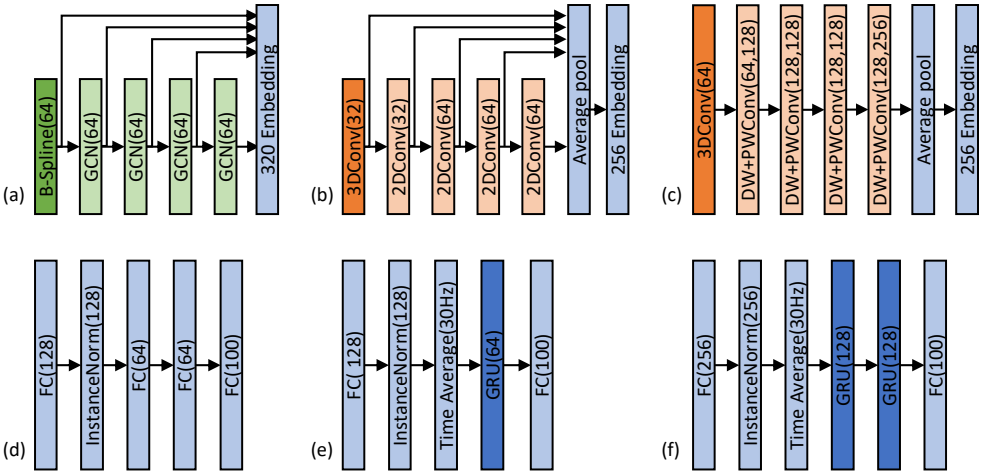 (a)
B-Spline(64)
GCN(64)
GCN(64)
GCN(64)
GCN(64)
320 Embedding
(b)
3DConv(32)
2DConv(32)
2DConv(64)
2DConv(64)
2DConv(64)
Average pool
256 Embedding
(c)
3DConv(64)
DW+PWConv(64,128)
DW+PWConv(128,128)
DW+PWConv(128,128)
DW+PWConv(128,256)
Average pool
256 Embedding
(d)
FC(128)
InstanceNorm(128)
FC(64)
FC(64)
FC(100)
(e)
FC( 128)
InstanceNorm(128)
Time Average(30Hz)
GRU(64)
FC(100)
(f)
FC(256)
InstanceNorm(256)
Time Average(30Hz)
GRU(128)
GRU(128)
FC(100)